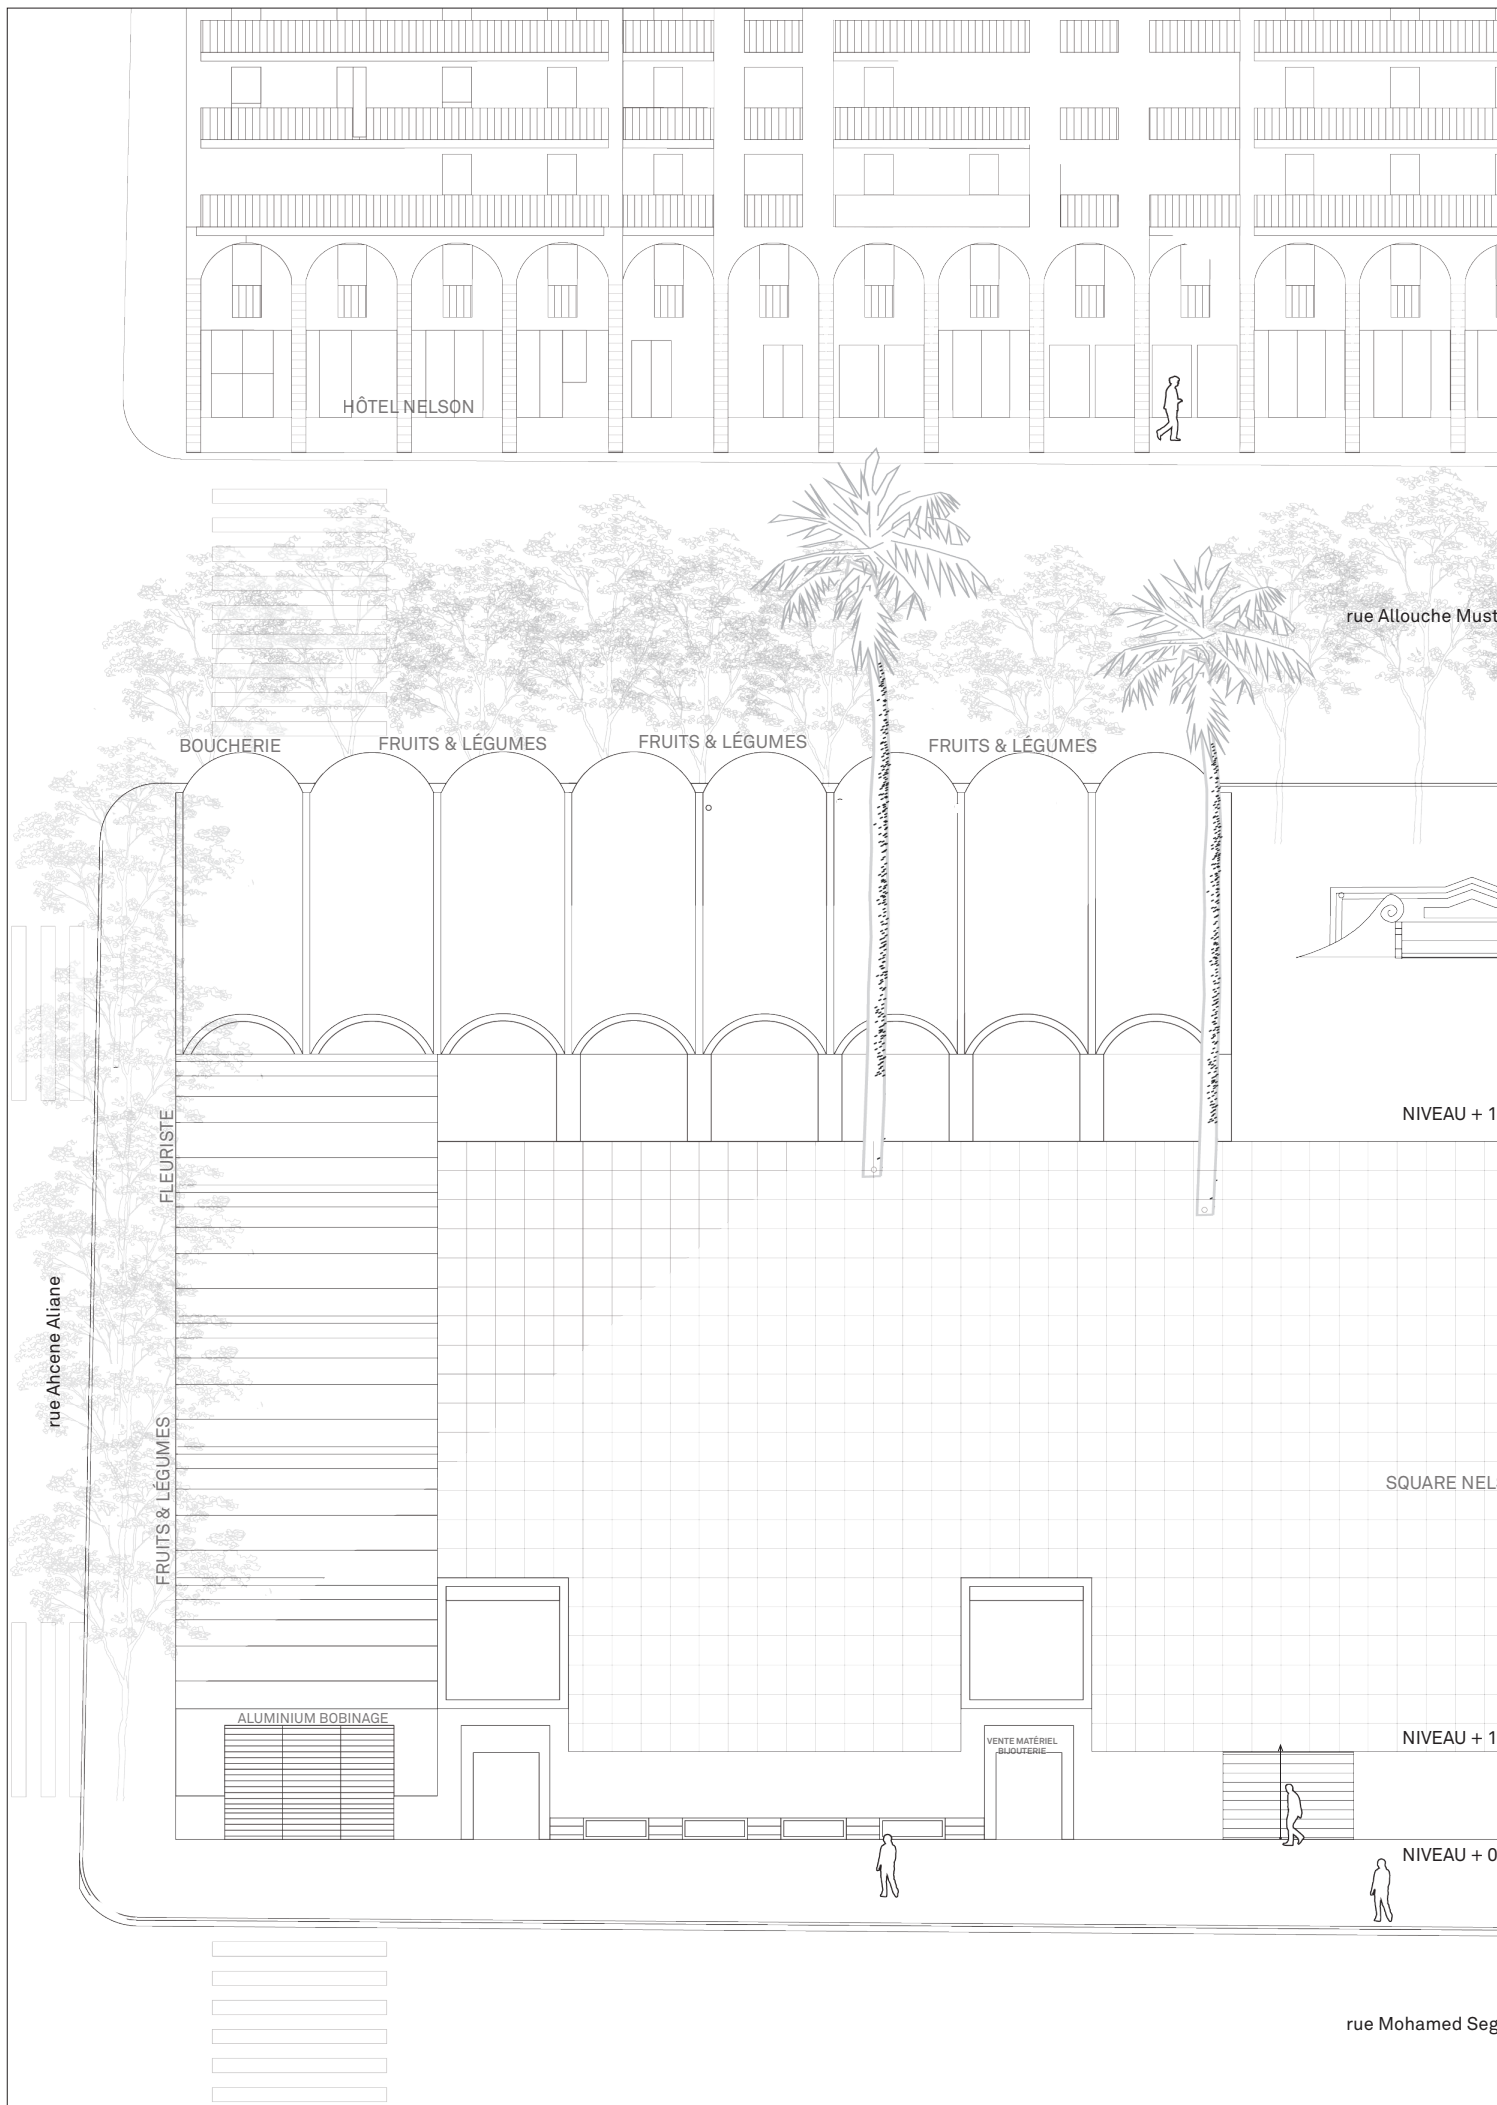 HÔTEL NELSON
rue Allouche Must
BOUCHERIE
FRUITS & LÉGUMES
FRUITS & LÉGUMES
FRUITS & LÉGUMES
NIVEAU + 1
FLEURISTE
rue Ahcene Aliane
FRUITS & LÉGUMES
SQUARE NEL
ALUMINIUM BOBINAGE
VENTE MATÉRIEL
BIJOUTERIE
NIVEAU + 1
NIVEAU + 0
rue Mohamed Seg